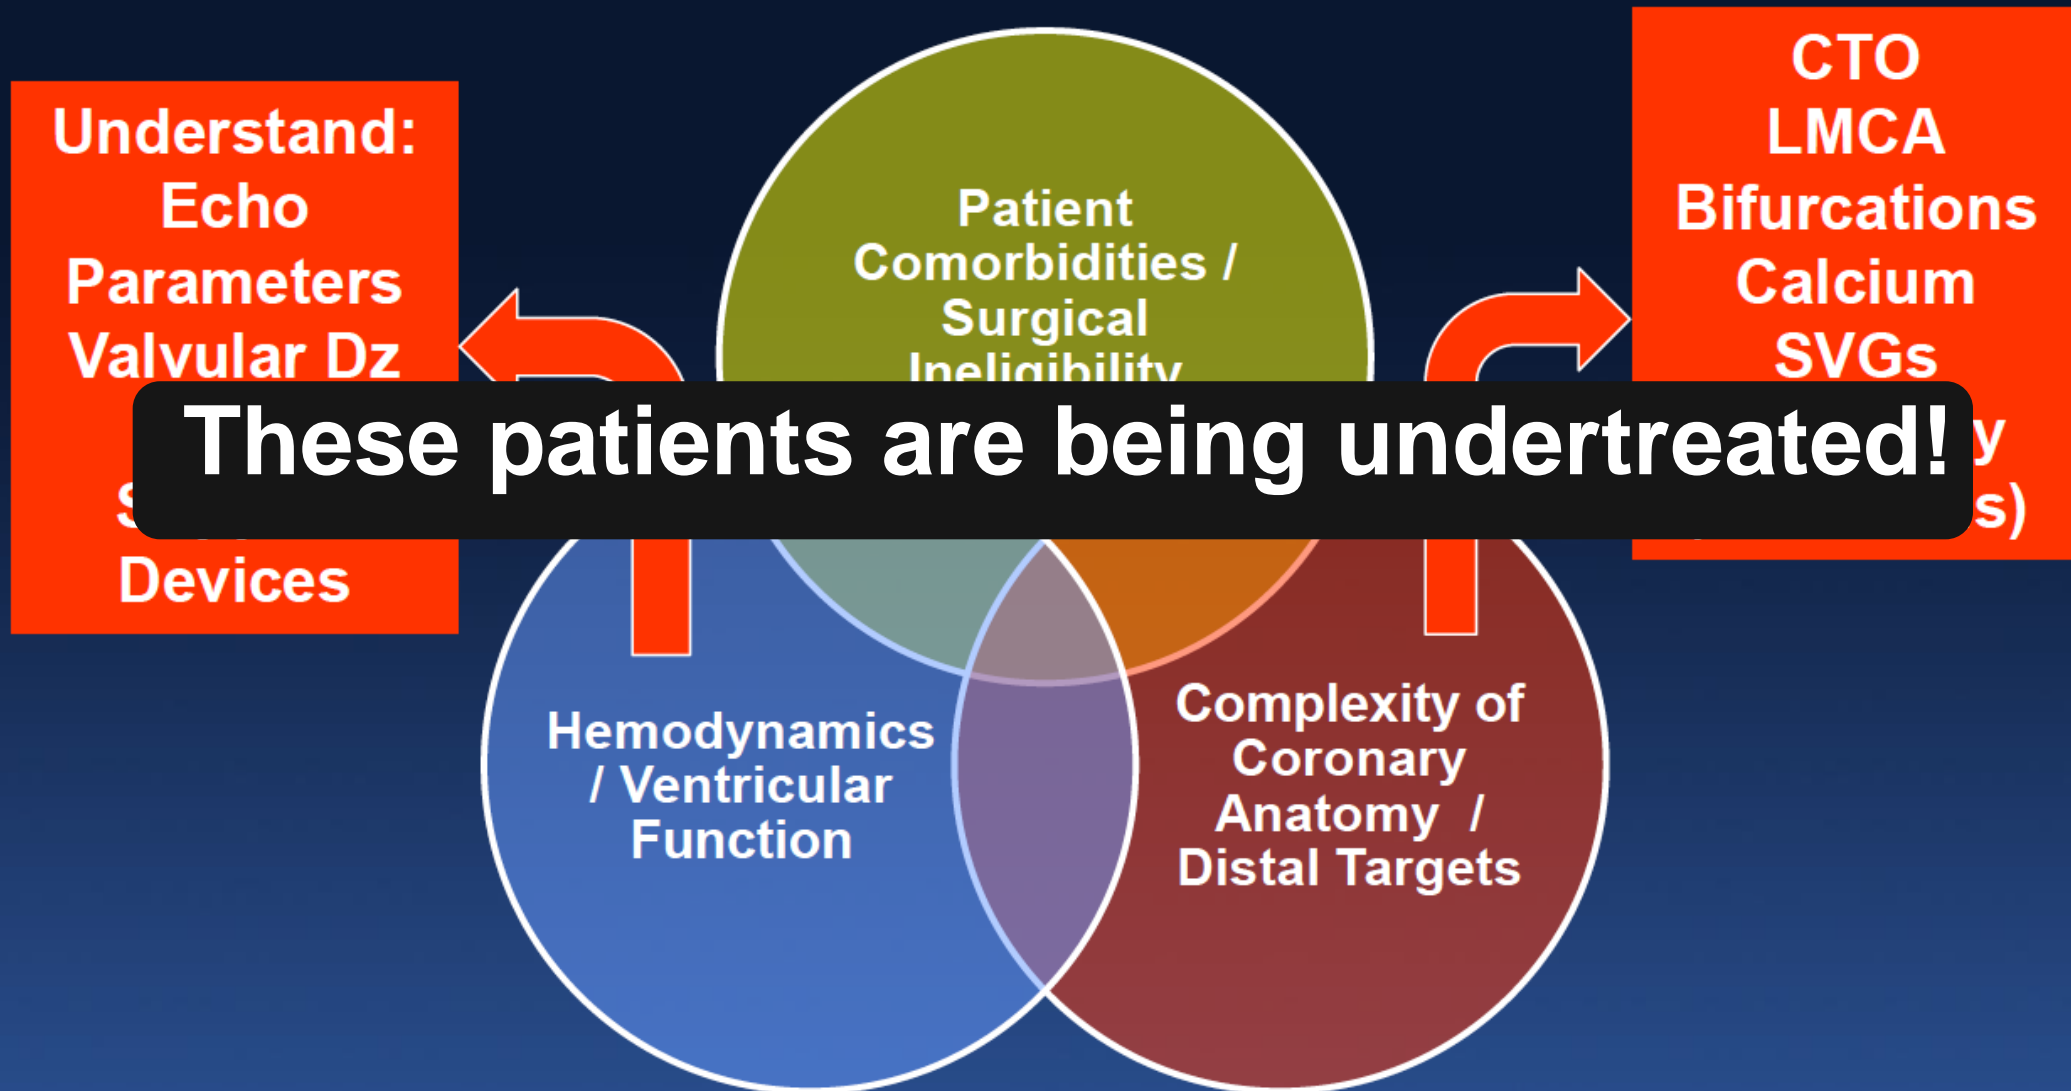 Understand:
Echo
Parameters
Valvular Dz
Devices
Patient
Comorbidities /
Surgical
Ineligibility
CTO
LMCA
Bifurcations
Calcium
SVGs
These patients are being undertreated!
Hemodynamics
/ Ventricular
Function
Complexity of
Coronary
Anatomy /
Distal Targets